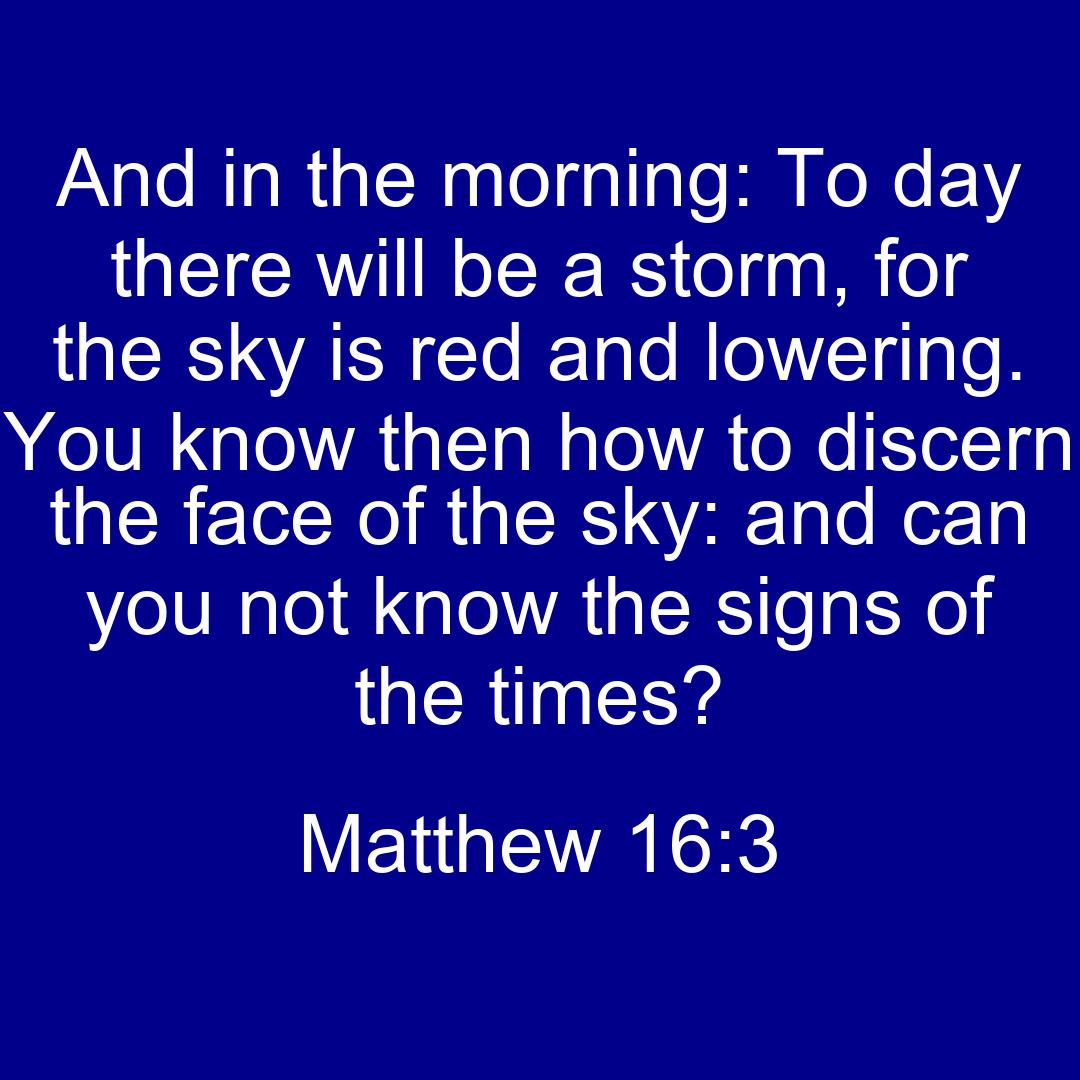 And in the morning: To day
there will be a storm, for
the sky is red and lowering.
You know then how to discern
the face of the sky: and can
you not know the signs of
the times?
Matthew 16:3